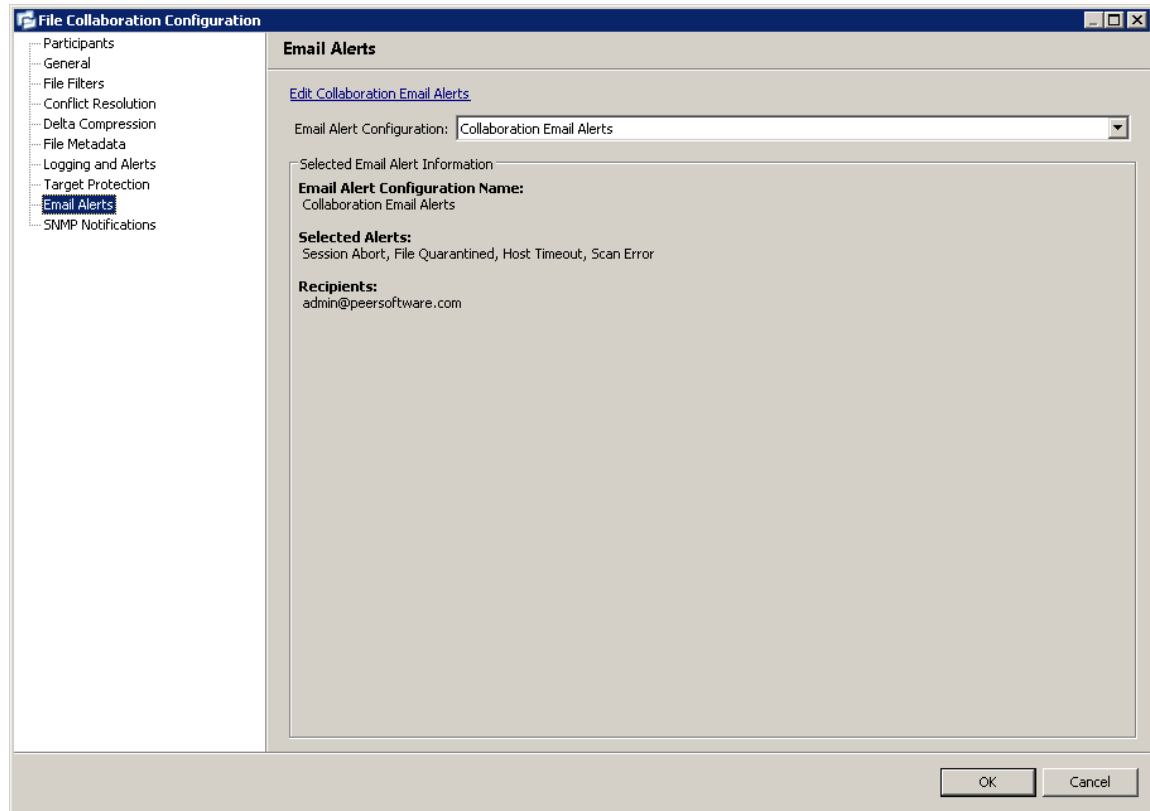 File Collaboration Configuration
Participants
General
File Filters
Conflict Resolution
Delta Compression
File Metadata
Logging and Alerts
Target Protection
Email Alerts
SNMP Notifications
Email Alerts
Edit Collaboration Email Alerts
Email Alert Configuration: Collaboration Email Alerts
Selected Email Alert Information
Email Alert Configuration Name:
Collaboration Email Alerts
Selected Alerts:
Session Abort, File Quarantined, Host Timeout, Scan Error
Recipients:
admin@peersoftware.com
OK Cancel